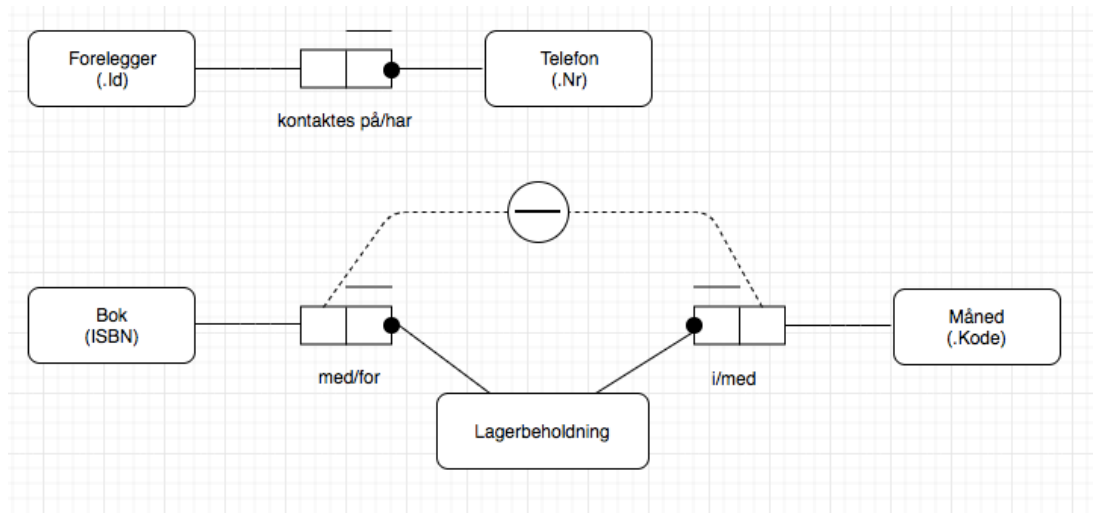 Forelegger
(.Id)
Telefon
(.Nr)
kontaktes på/har
Bok
(ISBN)
Måned
(.Kode)
med/for
i/med
Lagerbeholdning